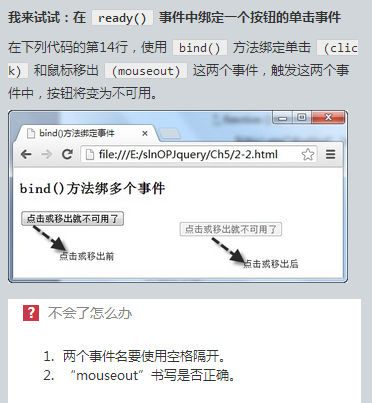 我来试试：在 ready() 事件中绑定一个按钮的单击事件
在下列代码的第14行，使用 bind() 方法绑定单击 (clic
k) 和鼠标移出 (mouseout) 这两个事件，触发这两个事
件中，按钮将变为不可用。
bind()方法绑定事件
file:///E:/slnOPJquery/Ch5/2-2.html
bind()方法绑多个事件
点击或移出就不可用了
点击或移出就不可用了
点击或移出前
点击或移出后
? 不会了怎么办
1. 两个事件名要使用空格隔开。
2. “mouseout”书写是否正确。